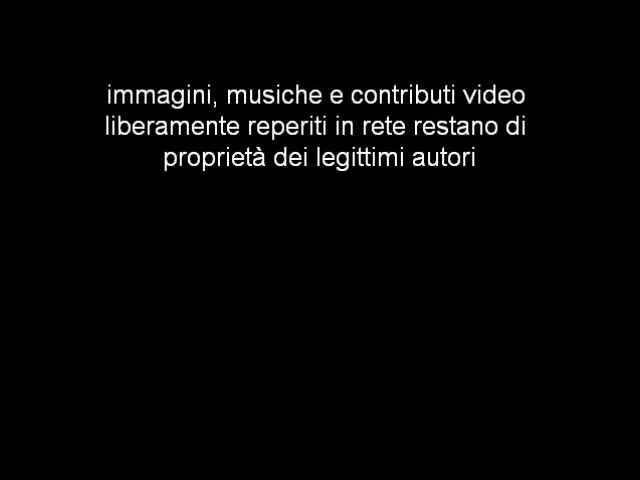 immagini, musiche e contributi video
liberamente reperiti in rete restano di
proprietà dei legittimi autori